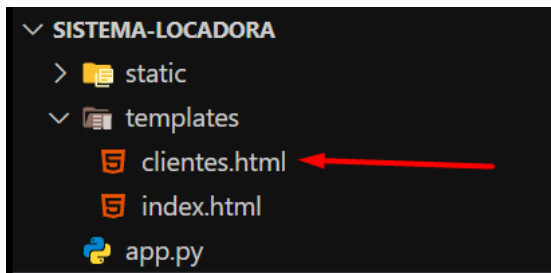 SISTEMA-LOCADORA
static
templates
clientes.html
index.html
app.py